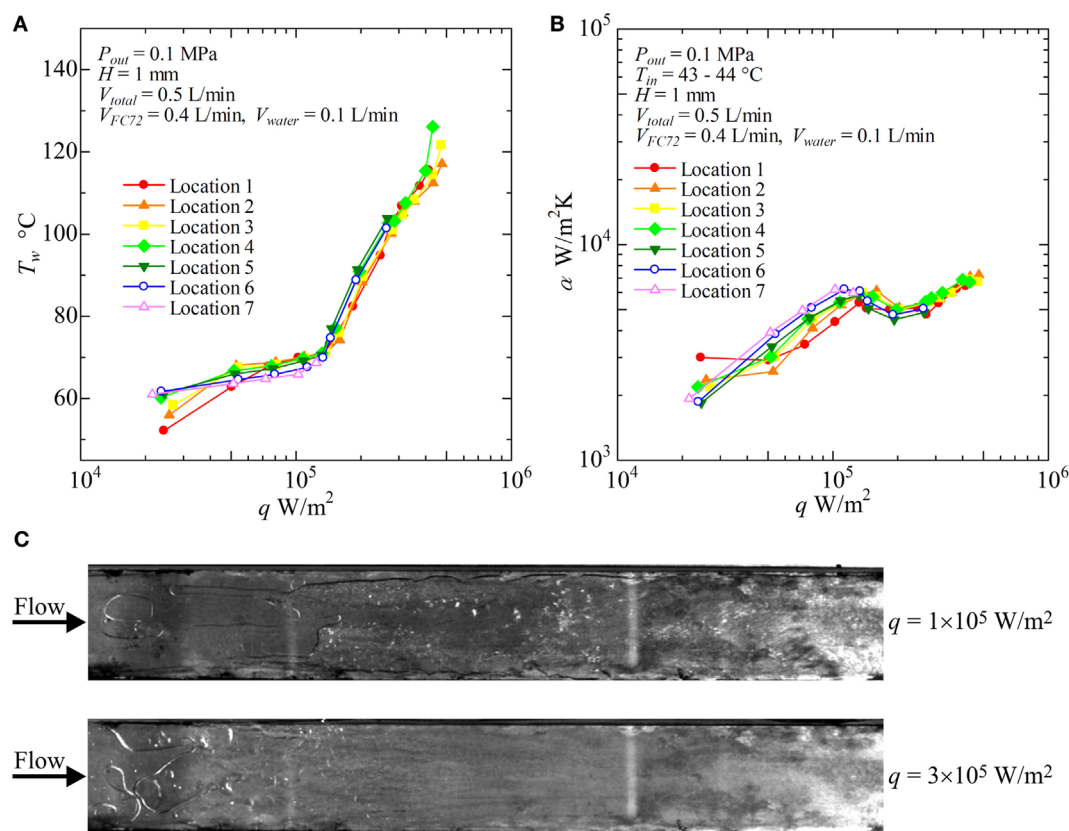 A
P_out = 0.1 MPa
H = 1 mm
V_total = 0.5 L/min
V_FC72 = 0.4 L/min, V_water = 0.1 L/min
Location 1
Location 2
Location 3
Location 4
Location 5
Location 6
Location 7
140
120
100
80
60
T_w °C
10^4
10^5
10^6
q W/m^2
B
P_out = 0.1 MPa
T_in = 43 - 44 °C
H = 1 mm
V_total = 0.5 L/min
V_FC72 = 0.4 L/min, V_water = 0.1 L/min
Location 1
Location 2
Location 3
Location 4
Location 5
Location 6
Location 7
10^5
10^4
10^3
α W/m^2K
10^4
10^5
10^6
q W/m^2
C
Flow
q = 1×10^5 W/m^2
Flow
q = 3×10^5 W/m^2